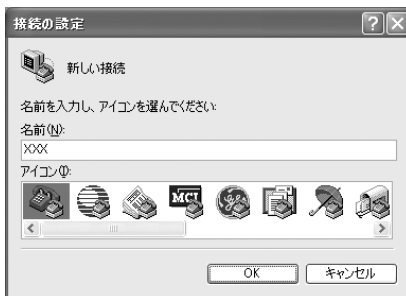 接続の設定
新しい接続
名前を入力し、アイコンを選んでください:
名前(N):
XXX
アイコン(I):
MCI
OK
キャンセル